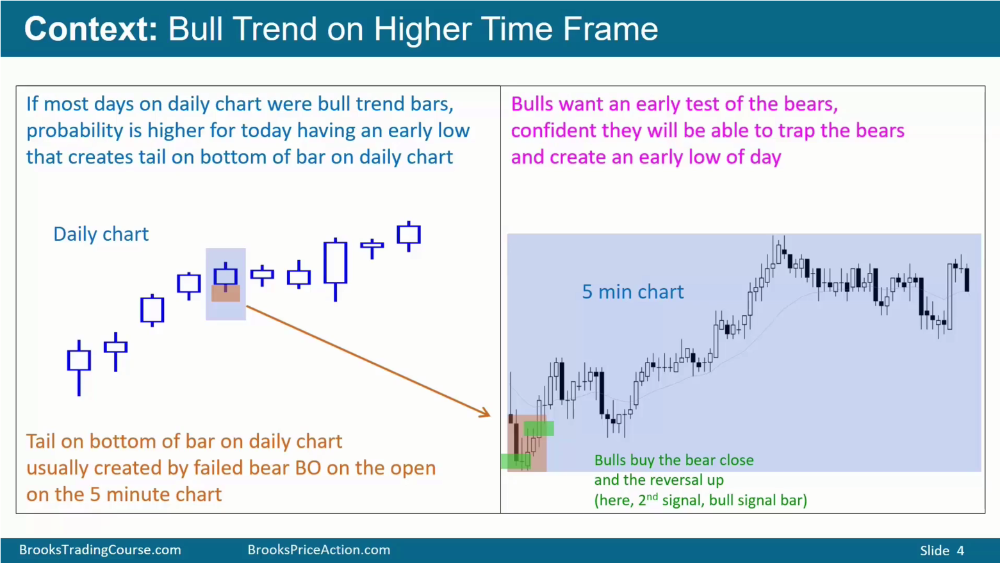 Context: Bull Trend on Higher Time Frame
If most days on daily chart were bull trend bars,
probability is higher for today having an early low
that creates tail on bottom of bar on daily chart
Daily chart
Tail on bottom of bar on daily chart
usually created by failed bear BO on the open
on the 5 minute chart
Bulls want an early test of the bears,
confident they will be able to trap the bears
and create an early low of day
5 min chart
Bulls buy the bear close
and the reversal up
(here, 2nd signal, bull signal bar)
BrooksTradingCourse.com
BrooksPriceAction.com
Slide 4